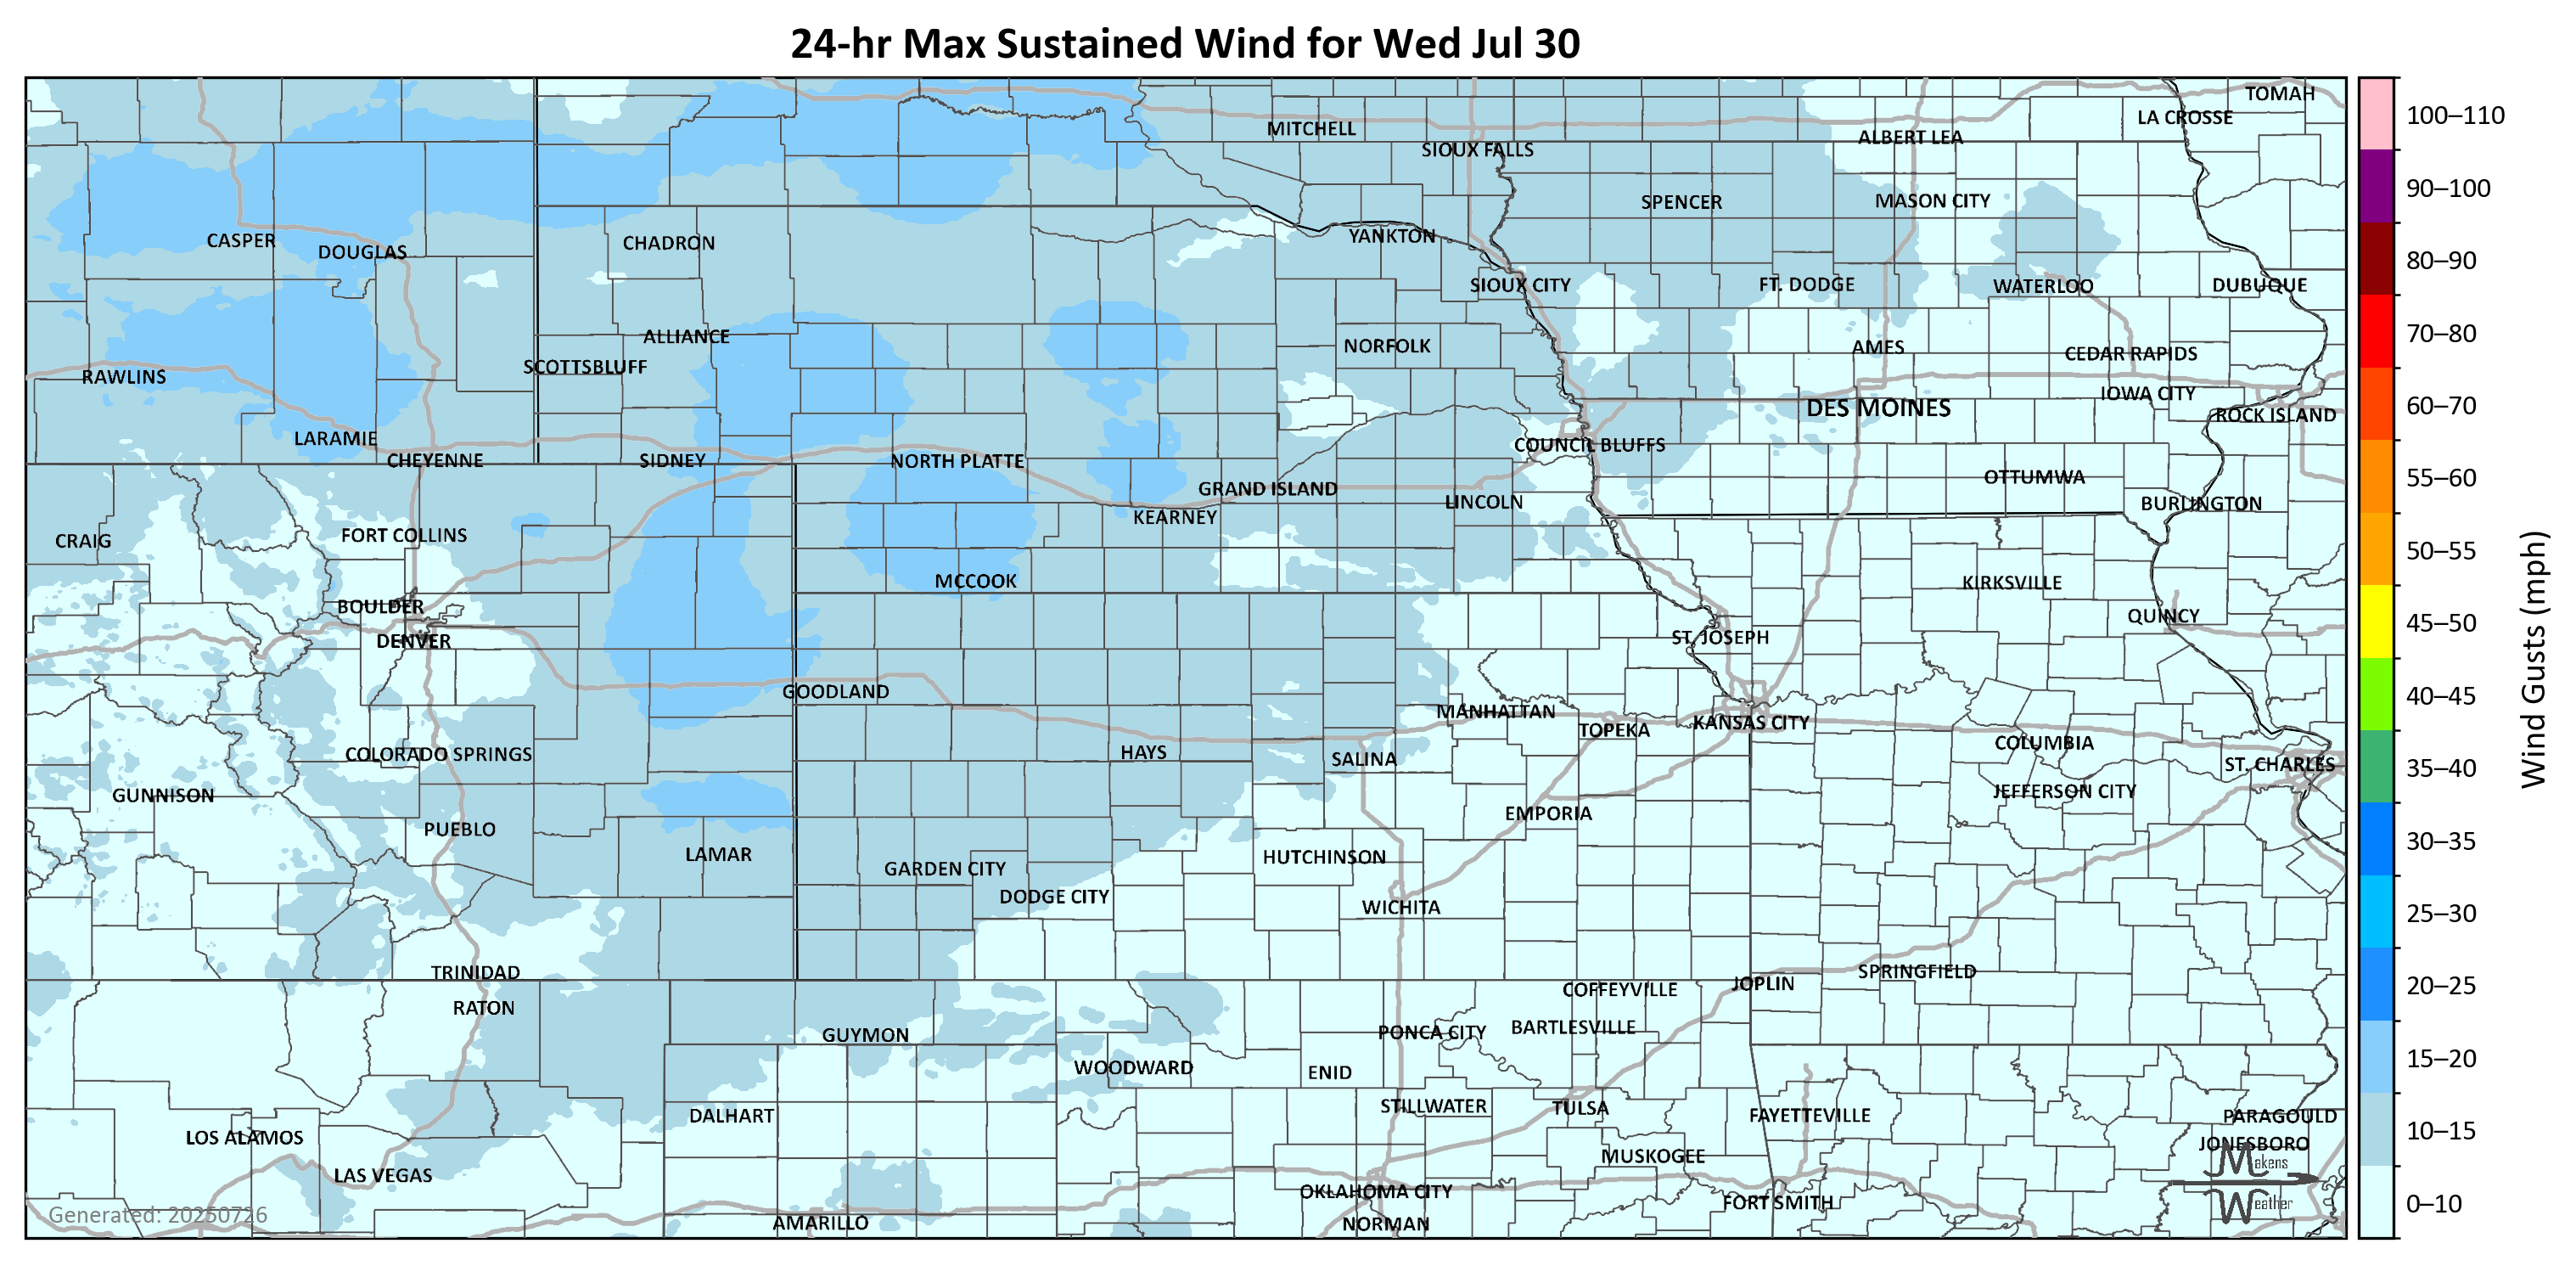 24-hr Max Sustained Wind for Wed Jul 30
TOMAH
LA CROSSE
MITCHELL
ALBERT LEA
SIOUX FALLS
SPENCER
MASON CITY
CASPER
DOUGLAS
CHADRON
YANKTON
SIOUX CITY
FT. DODGE
WATERLOO
DUBUQUE
ALLIANCE
SCOTTSBLUFF
NORFOLK
AMES
CEDAR RAPIDS
RAWLINS
IOWA CITY
DES MOINES
ROCK ISLAND
LARAMIE
CHEYENNE
SIDNEY
NORTH PLATTE
COUNCIL BLUFFS
GRAND ISLAND
LINCOLN
OTTUMWA
BURLINGTON
KEARNEY
CRAIG
FORT COLLINS
MCCOOK
KIRKSVILLE
BOULDER
QUINCY
DENVER
ST. JOSEPH
GOODLAND
MANHATTAN
TOPEKA
KANSAS CITY
COLORADO SPRINGS
HAYS
SALINA
COLUMBIA
ST. CHARLES
GUNNISON
JEFFERSON CITY
PUEBLO
EMPORIA
LAMAR
GARDEN CITY
HUTCHINSON
DODGE CITY
WICHITA
TRINIDAD
SPRINGFIELD
JOPLIN
RATON
COFFEYVILLE
GUYMON
PONCA CITY
BARTLESVILLE
WOODWARD
ENID
DALHART
STILLWATER
TULSA
FAYETTEVILLE
PARAGOULD
LOS ALAMOS
JONESBORO
LAS VEGAS
MUSKOGEE
OKLAHOMA CITY
FORT SMITH
AMARILLO
NORMAN
Generated: 20250726
Makens
Weather
100–110
90–100
80–90
70–80
60–70
55–60
50–55
45–50
40–45
35–40
30–35
25–30
20–25
15–20
10–15
0–10
Wind Gusts (mph)